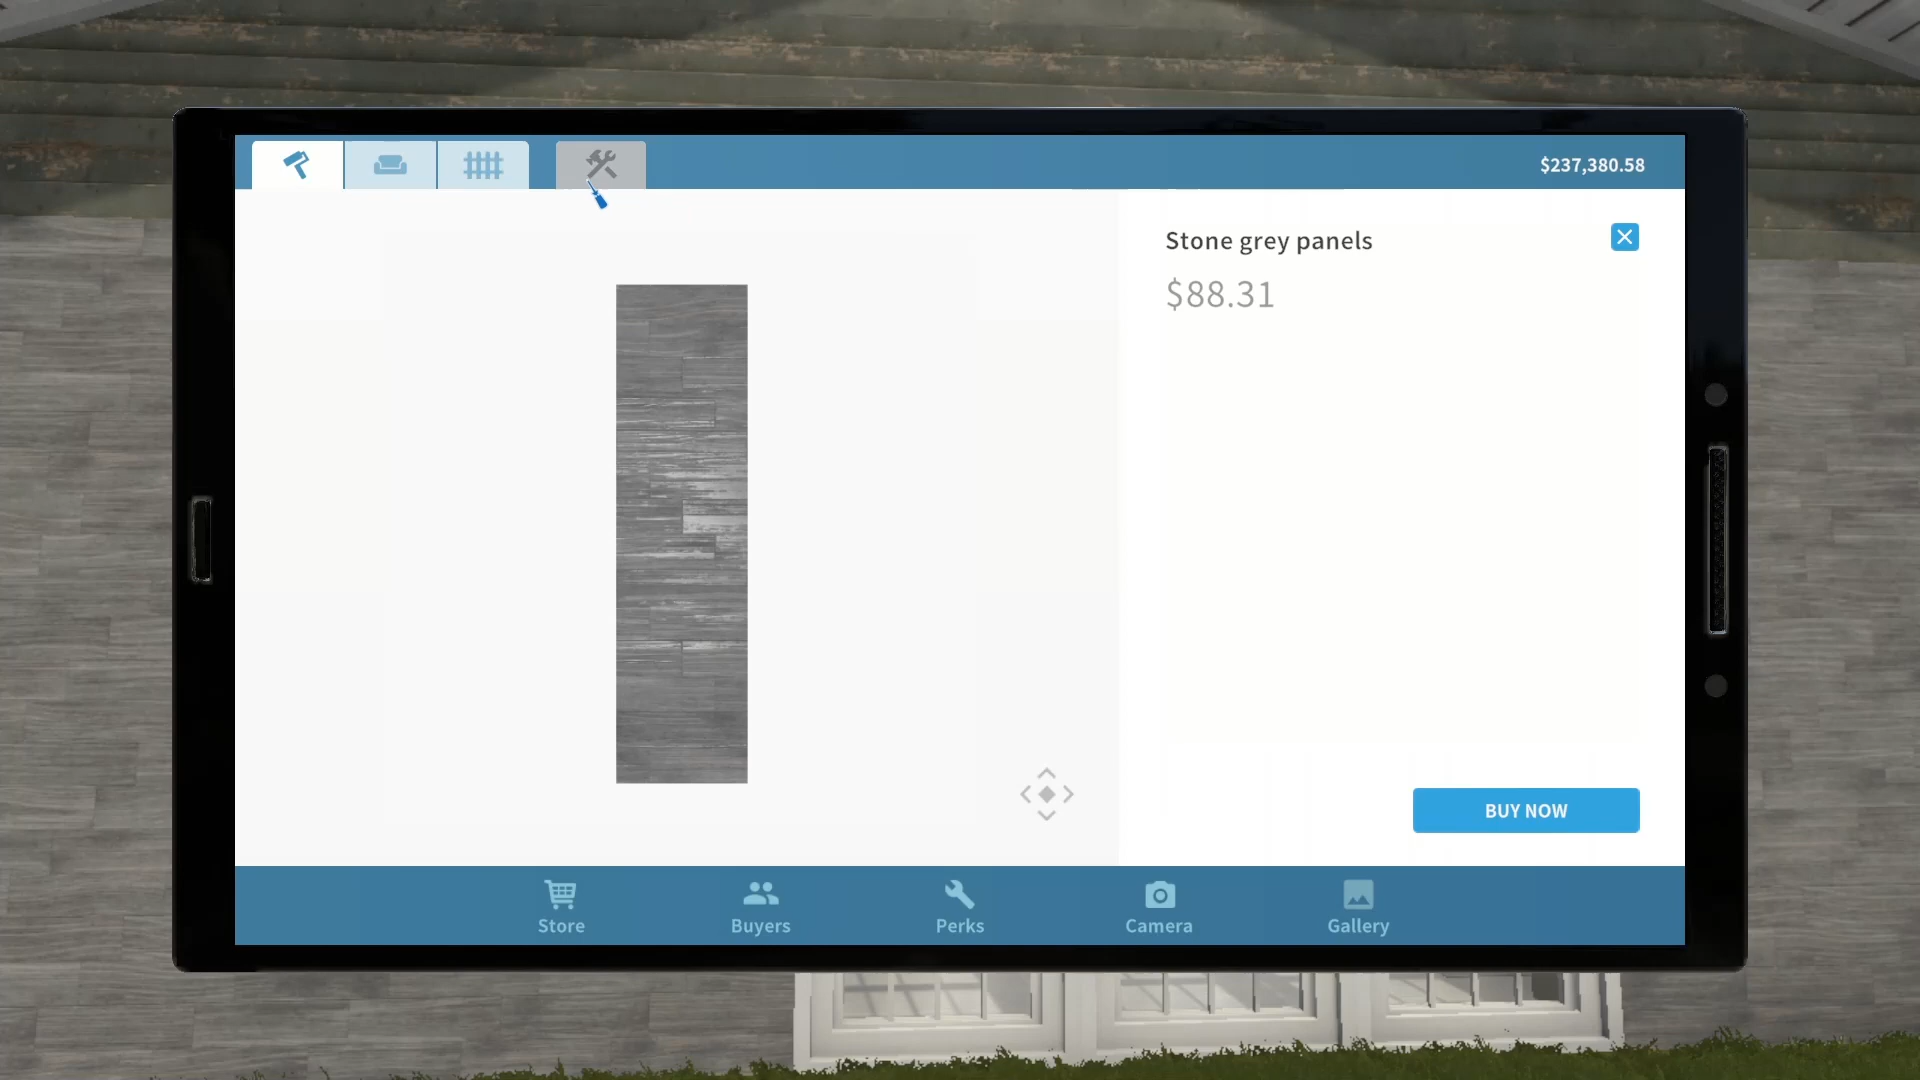 $237,380.58
Stone grey panels
$88.31
BUY NOW
Store
Buyers
Perks
Camera
Gallery